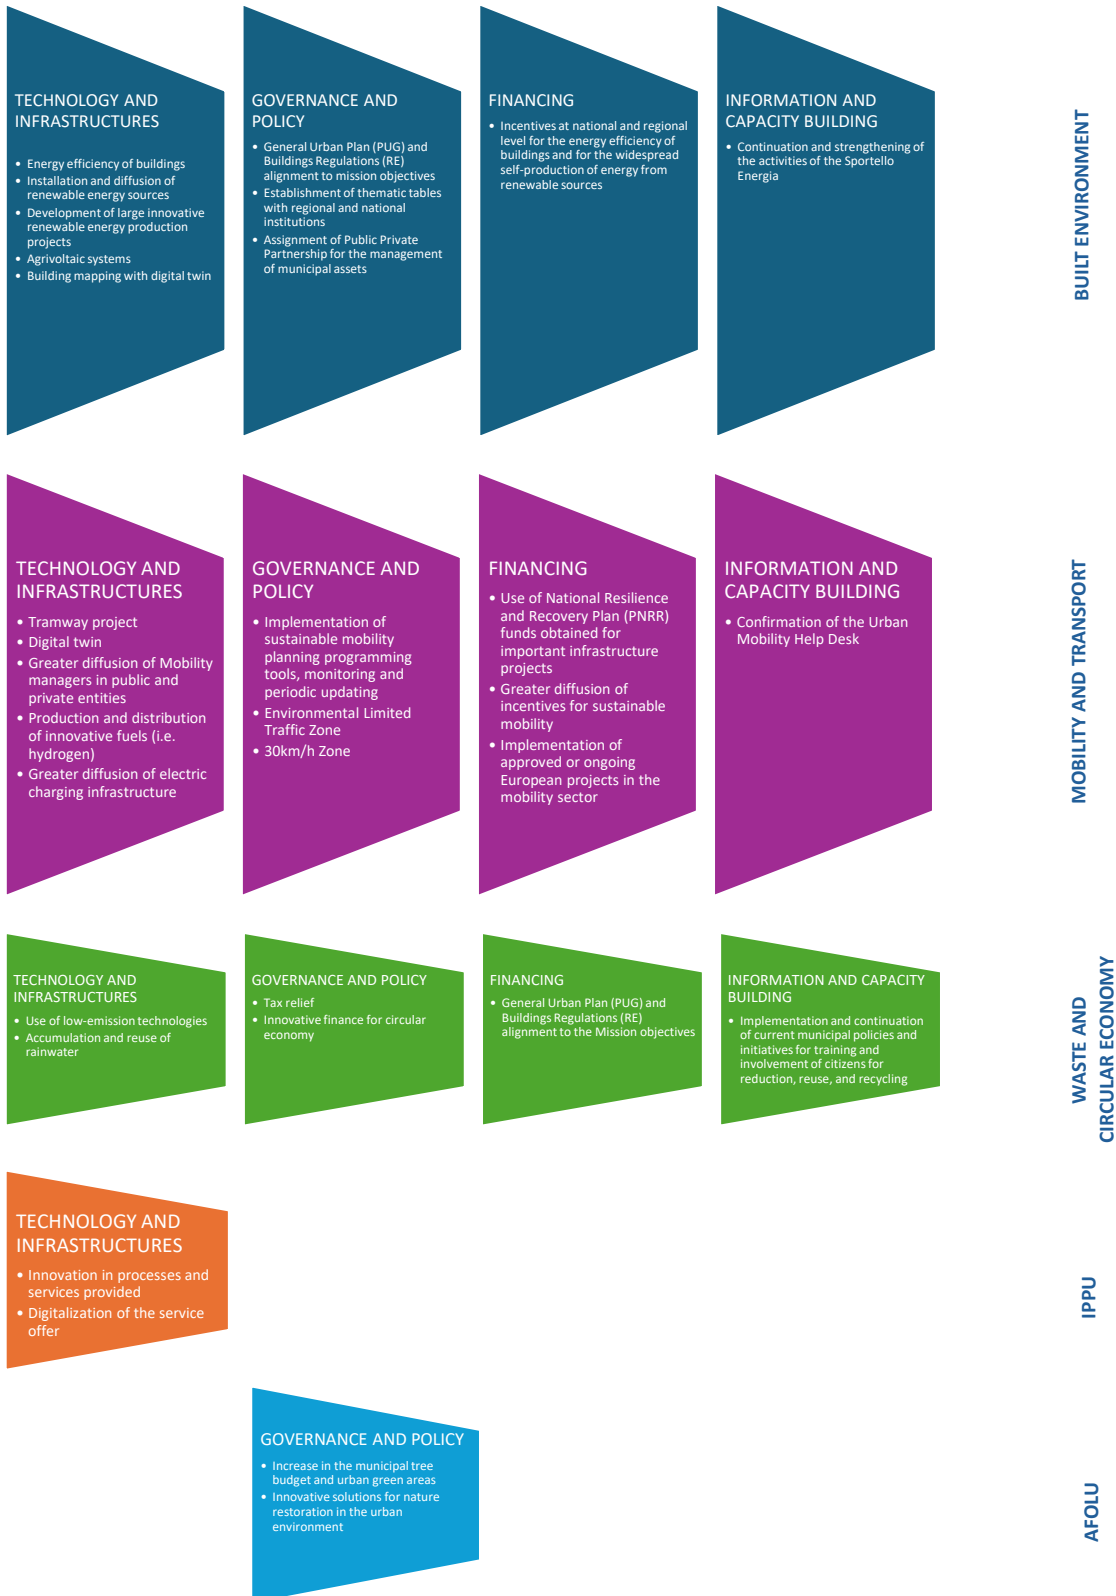 TECHNOLOGY AND
INFRASTRUCTURES
• Energy efficiency of buildings
• Installation and diffusion of
renewable energy sources
• Development of large innovative
renewable energy production
projects
• Agrivoltaic systems
• Building mapping with digital twin
GOVERNANCE AND
POLICY
• General Urban Plan (PUG) and
Buildings Regulations (RE)
alignment to mission objectives
• Establishment of thematic tables
with regional and national
institutions
• Assignment of Public Private
Partnership for the management
of municipal assets
FINANCING
• Incentives at national and regional
level for the energy efficiency of
buildings and for the widespread
self-production of energy from
renewable sources
INFORMATION AND
CAPACITY BUILDING
• Continuation and strengthening of
the activities of the Sportello
Energia
BUILT ENVIRONMENT
TECHNOLOGY AND
INFRASTRUCTURES
• Tramway project
• Digital twin
• Greater diffusion of Mobility
managers in public and
private entities
• Production and distribution
of innovative fuels (i.e.
hydrogen)
• Greater diffusion of electric
charging infrastructure
GOVERNANCE AND
POLICY
• Implementation of
sustainable mobility
planning programming
tools, monitoring and
periodic updating
• Environmental Limited
Traffic Zone
• 30km/h Zone
FINANCING
• Use of National Resilience
and Recovery Plan (PNRR)
funds obtained for
important infrastructure
projects
• Greater diffusion of
incentives for sustainable
mobility
• Implementation of
approved or ongoing
European projects in the
mobility sector
INFORMATION AND
CAPACITY BUILDING
• Confirmation of the Urban
Mobility Help Desk
MOBILITY AND TRANSPORT
TECHNOLOGY AND
INFRASTRUCTURES
• Use of low-emission technologies
• Accumulation and reuse of
rainwater
GOVERNANCE AND POLICY
• Tax relief
• Innovative finance for circular
economy
FINANCING
• General Urban Plan (PUG) and
Buildings Regulations (RE)
alignment to the Mission objectives
INFORMATION AND CAPACITY
BUILDING
• Implementation and continuation
of current municipal policies and
initiatives for training and
involvement of citizens for
reduction, reuse, and recycling
WASTE AND
CIRCULAR ECONOMY
TECHNOLOGY AND
INFRASTRUCTURES
• Innovation in processes and
services provided
• Digitalization of the service
offer
IPPU
GOVERNANCE AND POLICY
• Increase in the municipal tree
budget and urban green areas
• Innovative solutions for nature
restoration in the urban
environment
AFOLU